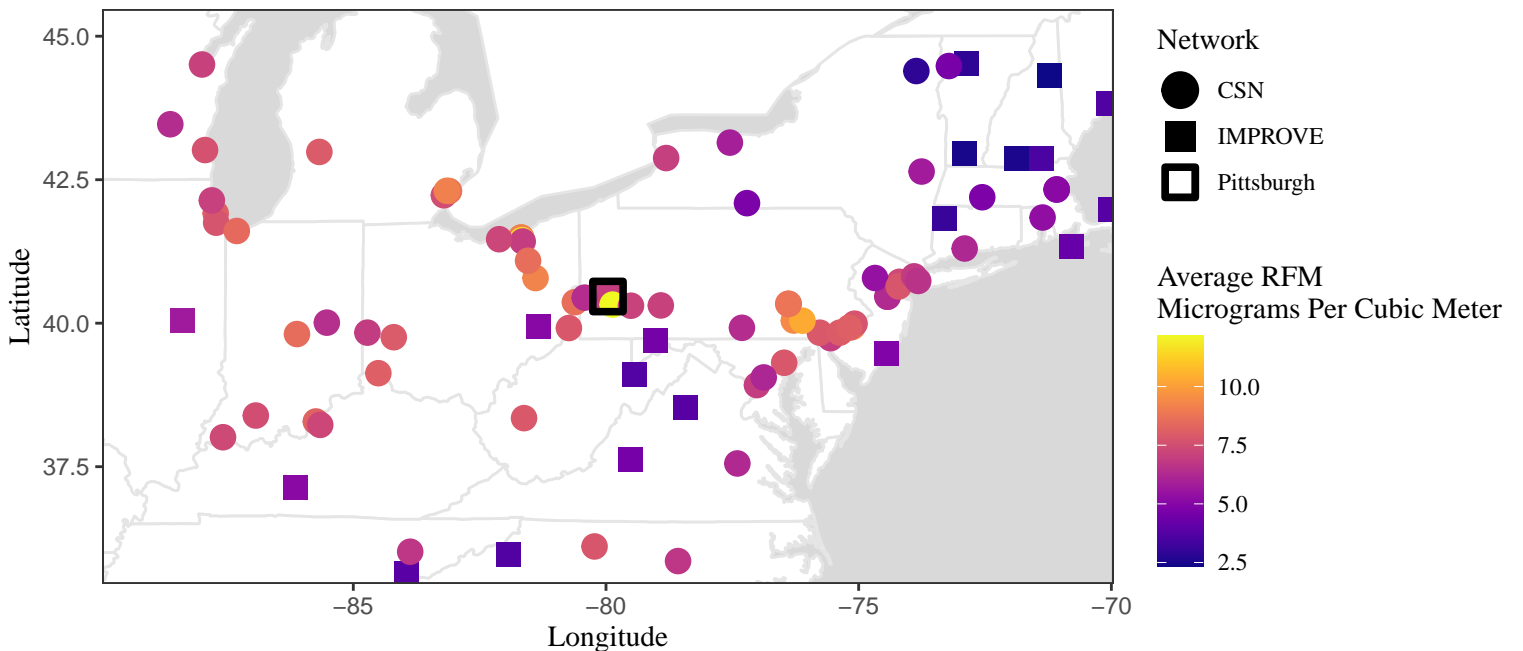 45.0
42.5
40.0
37.5
Latitude
−85
−80
−75
−70
Longitude
Network
CSN
IMPROVE
Pittsburgh
Average RFM
Micrograms Per Cubic Meter
10.0
7.5
5.0
2.5